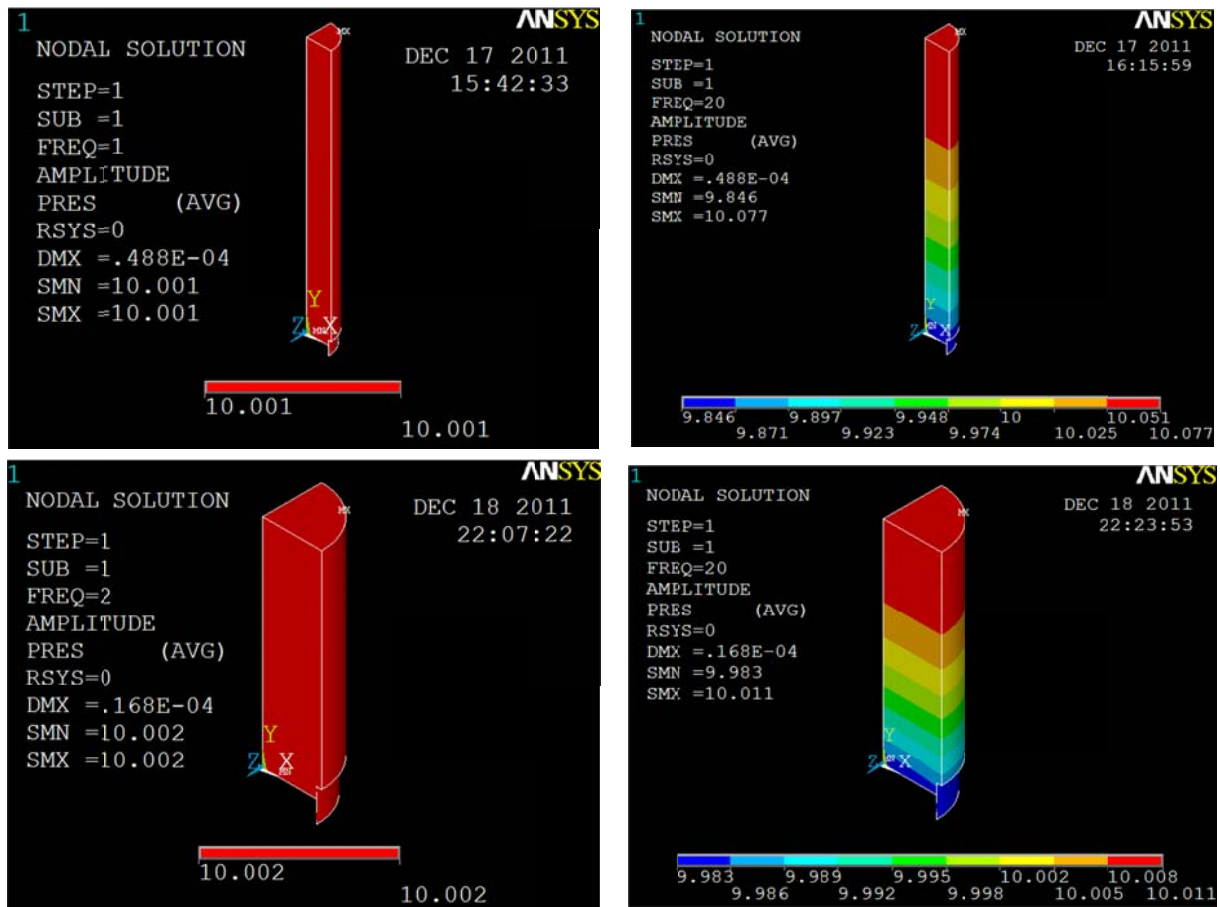 1
ANSYS
NODAL SOLUTION
DEC 17 2011
15:42:33
STEP=1
SUB =1
FREQ=1
AMPLITUDE
PRES (AVG)
RSYS=0
DMX =.488E-04
SMN =10.001
SMX =10.001
MX
Y
Z MN X
10.001
10.001
1
ANSYS
NODAL SOLUTION
DEC 17 2011
16:15:59
STEP=1
SUB =1
FREQ=20
AMPLITUDE
PRES (AVG)
RSYS=0
DMX =.488E-04
SMN =9.846
SMX =10.077
MX
Y
Z MN X
9.846 9.897 9.948 10 10.051
9.871 9.923 9.974 10.025 10.077
1
ANSYS
NODAL SOLUTION
DEC 18 2011
22:07:22
STEP=1
SUB =1
FREQ=2
AMPLITUDE
PRES (AVG)
RSYS=0
DMX =.168E-04
SMN =10.002
SMX =10.002
MX
Y
Z X
MN
10.002
10.002
1
ANSYS
NODAL SOLUTION
DEC 18 2011
22:23:53
STEP=1
SUB =1
FREQ=20
AMPLITUDE
PRES (AVG)
RSYS=0
DMX =.168E-04
SMN =9.983
SMX =10.011
MX
Y
Z MN X
9.983 9.989 9.995 10.002 10.008
9.986 9.992 9.998 10.005 10.011